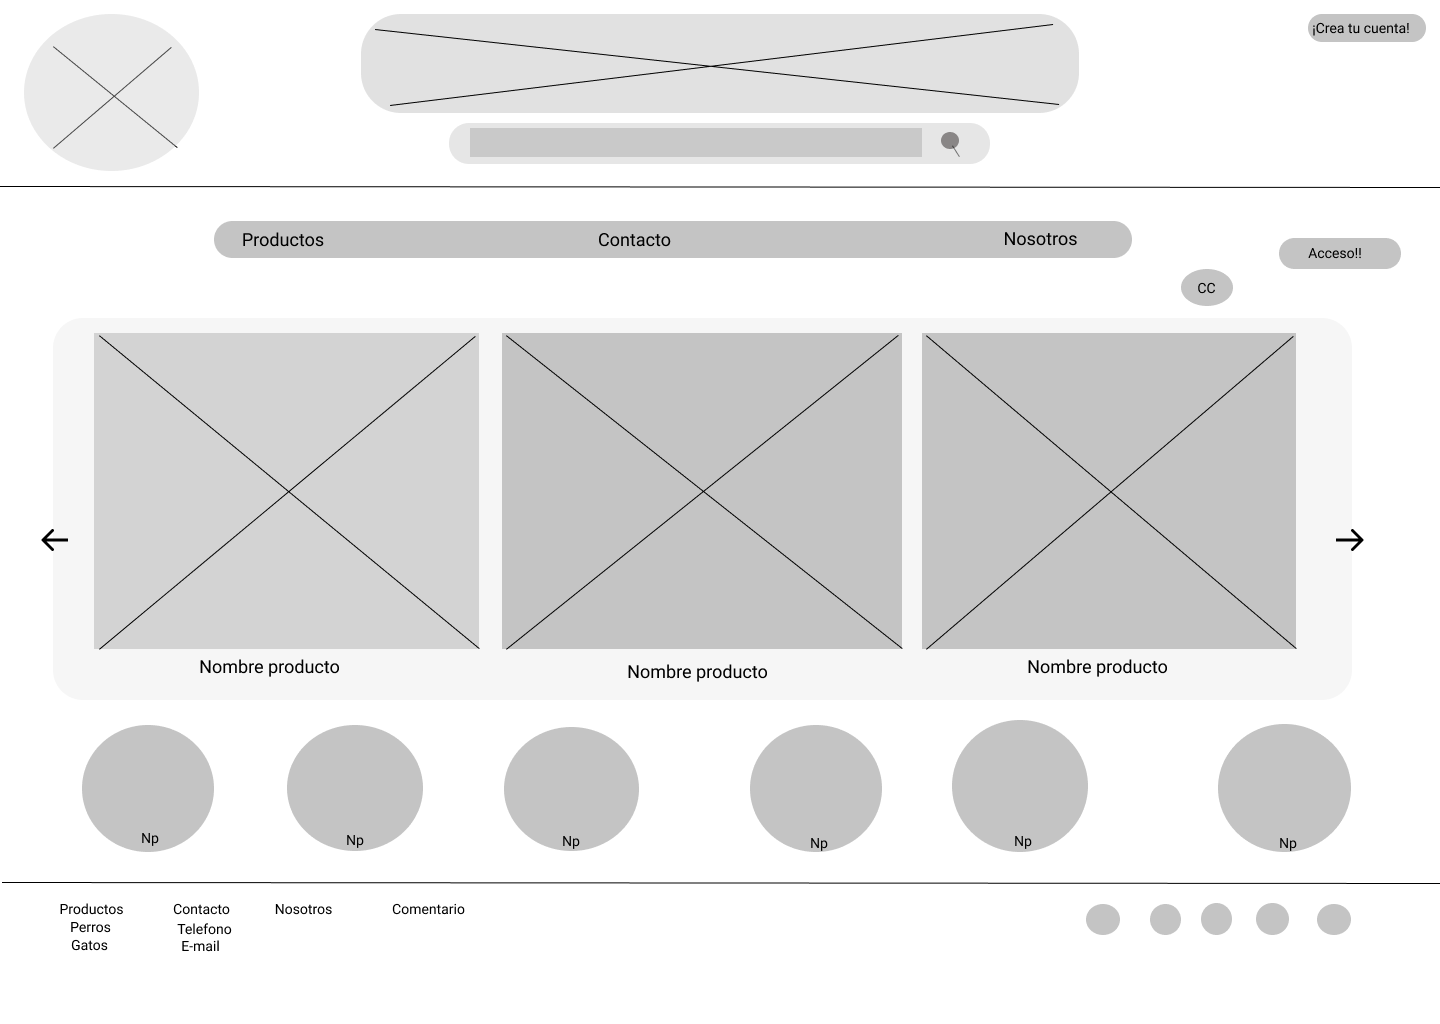 ¡Crea tu cuenta!
Productos
Contacto
Nosotros
Acceso!!
CC
Nombre producto
Nombre producto
Nombre producto
Np
Np
Np
Np
Np
Np
Productos
Perros
Gatos
Contacto
Telefono
E-mail
Nosotros
Comentario